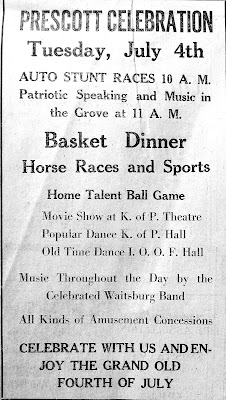 PRESCOTT CELEBRATION
Tuesday, July 4th
AUTO STUNT RACES 10 A. M.
Patriotic Speaking and Music in
the Grove at 11 A. M.
Basket Dinner
Horse Races and Sports
Home Talent Ball Game
Movie Show at K. of P. Theatre
Popular Dance K. of P. Hall
Old Time Dance I. O. O. F. Hall
Music Throughout the Day by the
Celebrated Waitsburg Band
All Kinds of Amusement Concessions
CELEBRATE WITH US AND EN-
JOY THE GRAND OLD
FOURTH OF JULY